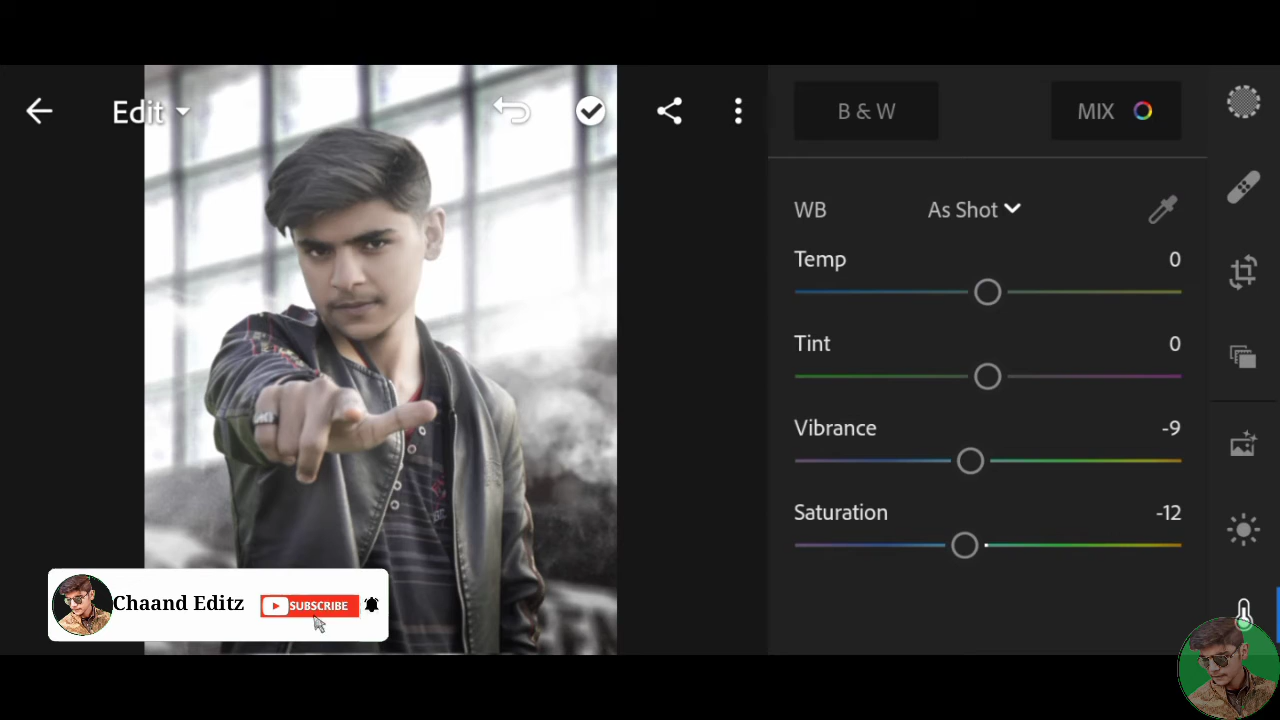 Edit
B & W
MIX
WB
As Shot
Temp
0
Tint
0
Vibrance
-9
Saturation
-12
Chaand Editz
SUBSCRIBE